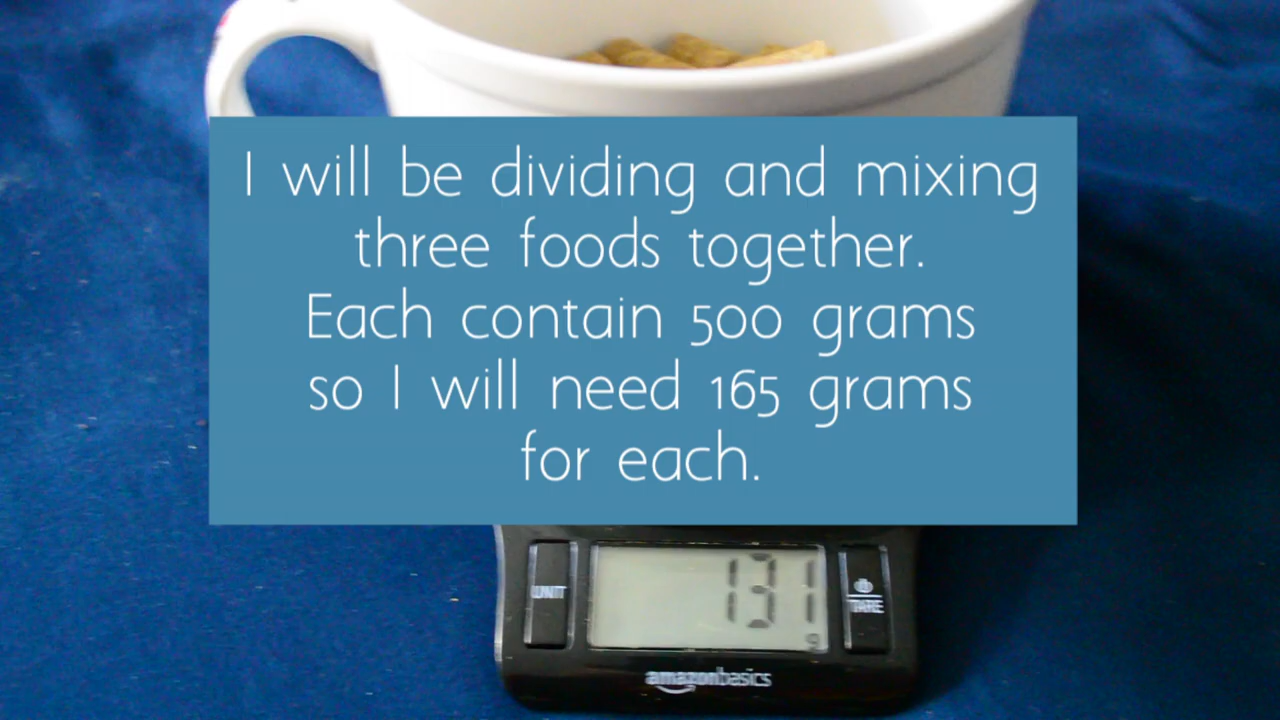 I will be dividing and mixing
three foods together.
Each contain 500 grams
so I will need 165 grams
for each.
UNIT
131
g
TARE
amazonbasics